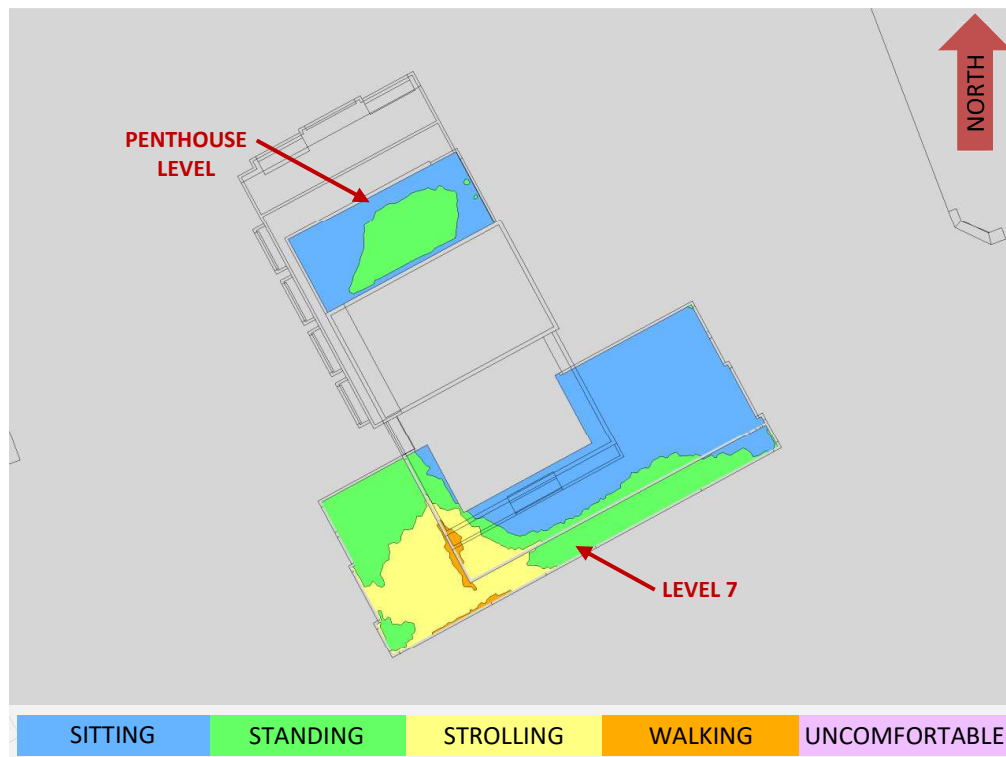 NORTH
PENTHOUSE
LEVEL
LEVEL 7
SITTING STANDING STROLLING WALKING UNCOMFORTABLE